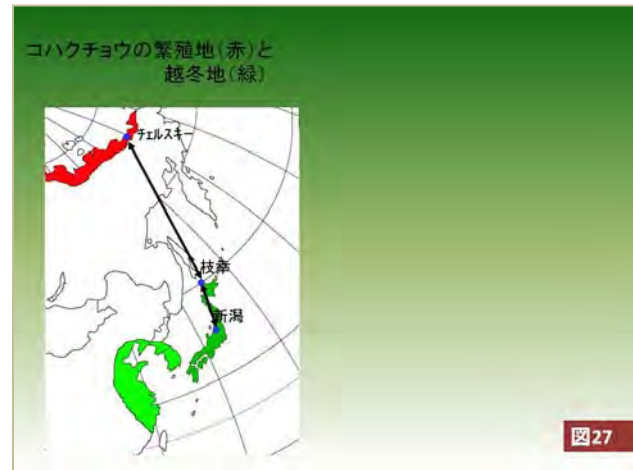 コハクチョウの繁殖地(赤)と
越冬地(緑)
チェルスキー
枝幸
新潟
図27